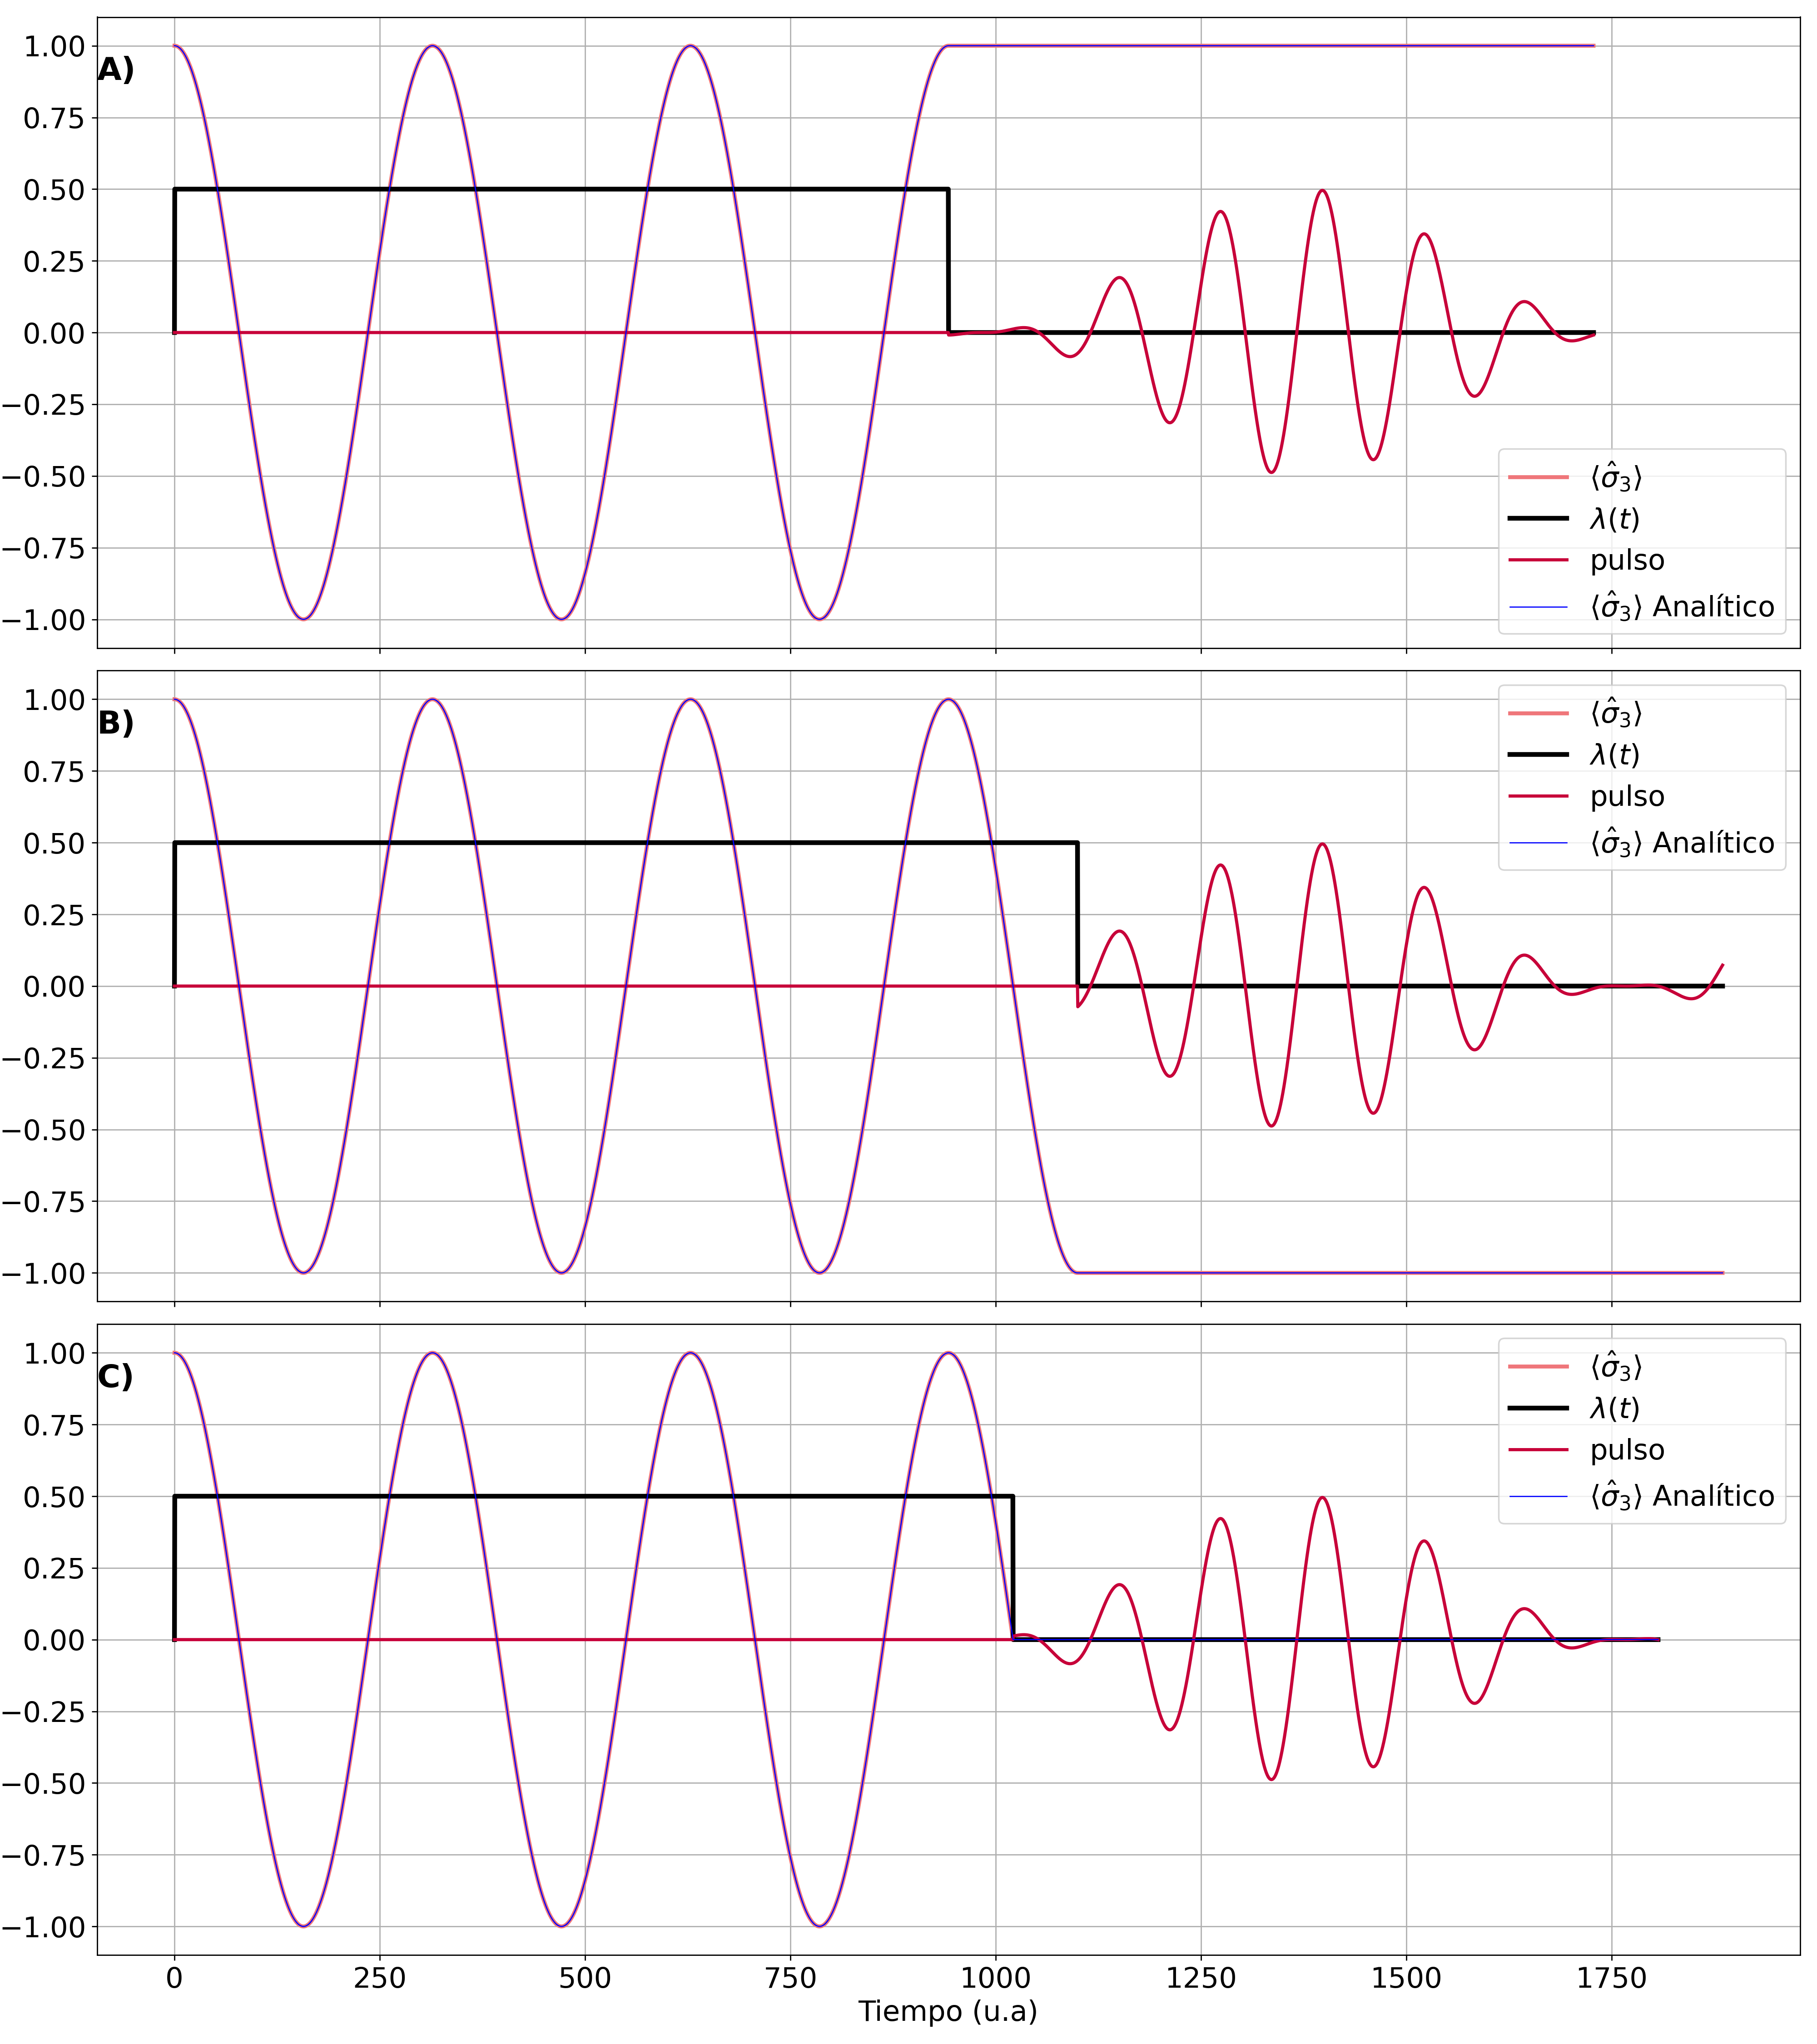 1.00
A)
0.75
0.50
0.25
0.00
−0.25
−0.50
−0.75
−1.00
⟨σ̂₃⟩
λ(t)
pulso
⟨σ̂₃⟩ Analítico
1.00
B)
0.75
0.50
0.25
0.00
−0.25
−0.50
−0.75
−1.00
⟨σ̂₃⟩
λ(t)
pulso
⟨σ̂₃⟩ Analítico
1.00
C)
0.75
0.50
0.25
0.00
−0.25
−0.50
−0.75
−1.00
⟨σ̂₃⟩
λ(t)
pulso
⟨σ̂₃⟩ Analítico
0 250 500 750 1000 1250 1500 1750
Tiempo (u.a)